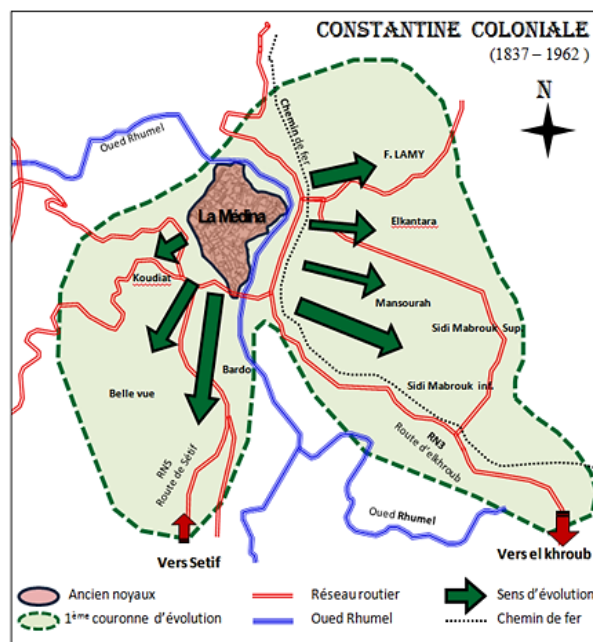 CONSTANTINE COLONIALE
(1837 – 1962 )
N
Oued Rhumel
Chemin de fer
F. LAMY
La Médina
Elkantara
Koudiat
Mansourah
Sidi Mabrouk Sup.
Bardo
Belle vue
Sidi Mabrouk inf.
RN5
Route de Sétif
RN3
Route d'elkhroub
Oued Rhumel
Vers Setif
Vers el khroub
Ancien noyaux
Réseau routier
Sens d'évolution
1ème couronne d'évolution
Oued Rhumel
Chemin de fer